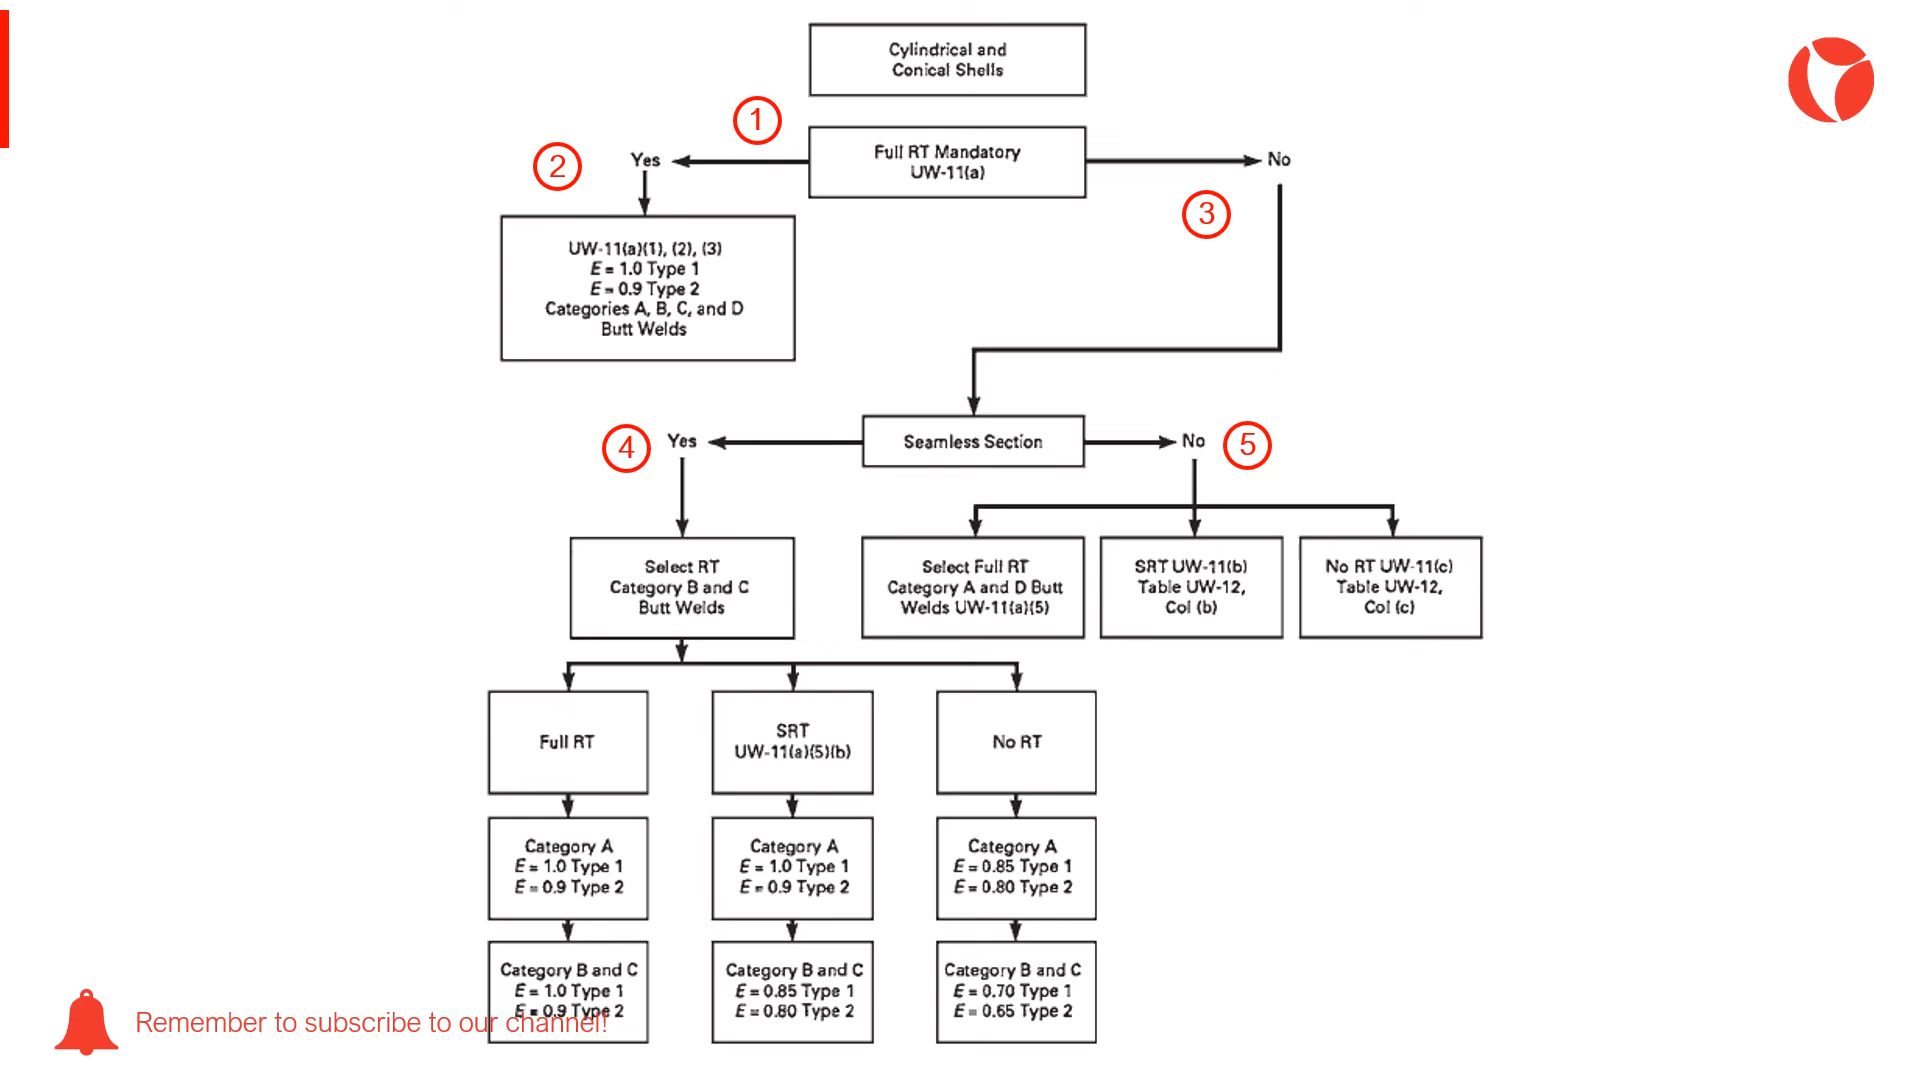 Cylindrical and
Conical Shells
1
Full RT Mandatory
UW-11(a)
2
Yes
No
3
UW-11(a)(1), (2), (3)
E = 1.0 Type 1
E = 0.9 Type 2
Categories A, B, C, and D
Butt Welds
4
Yes
Seamless Section
No
5
Select RT
Category B and C
Butt Welds
Select Full RT
Category A and D Butt
Welds UW-11(a)(5)
SRT UW-11(b)
Table UW-12,
Col (b)
No RT UW-11(c)
Table UW-12,
Col (c)
Full RT
SRT
UW-11(a)(5)(b)
No RT
Category A
E = 1.0 Type 1
E = 0.9 Type 2
Category A
E = 1.0 Type 1
E = 0.9 Type 2
Category A
E = 0.85 Type 1
E = 0.80 Type 2
Category B and C
E = 1.0 Type 1
E = 0.9 Type 2
Category B and C
E = 0.85 Type 1
E = 0.80 Type 2
Category B and C
E = 0.70 Type 1
E = 0.65 Type 2
Remember to subscribe to our channel!